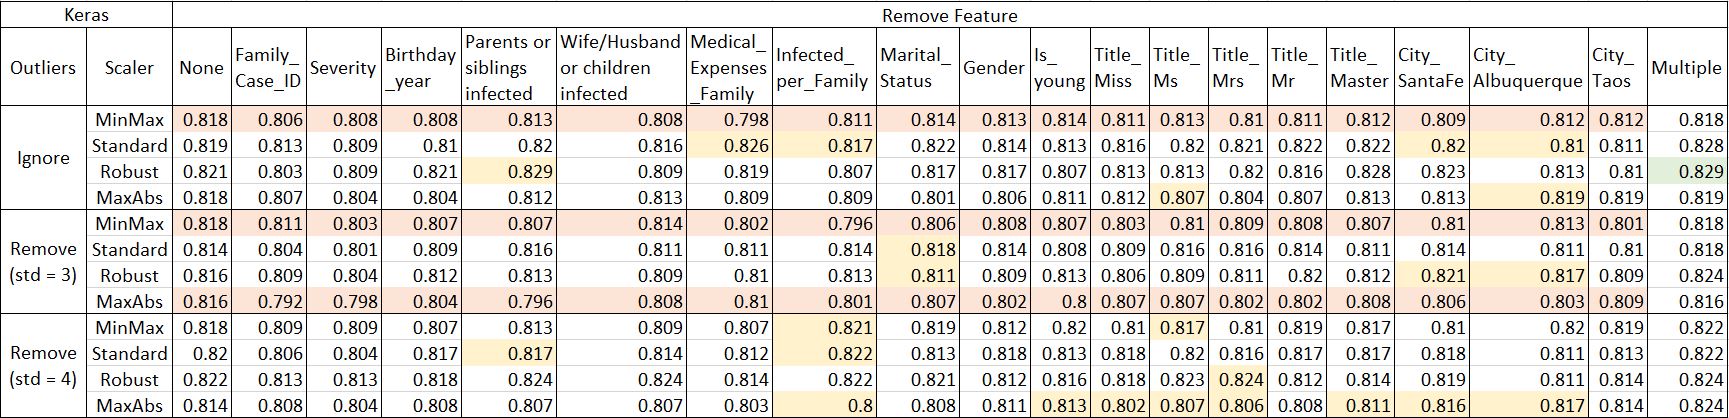 Keras Remove Feature
Outliers Scaler None Family_Case_ID Severity Birthday_year Parents or siblings infected Wife/Husband or children infected Medical_Expenses_Family Infected_per_Family Marital_Status Gender Is_young Title_Miss Title_Ms Title_Mrs Title_Mr Title_Master City_SantaFe City_Albuquerque City_Taos Multiple
Ignore MinMax 0.818 0.806 0.808 0.808 0.813 0.808 0.798 0.811 0.814 0.813 0.814 0.811 0.813 0.81 0.811 0.812 0.809 0.812 0.812 0.818
Standard 0.819 0.813 0.809 0.81 0.82 0.816 0.826 0.817 0.822 0.814 0.813 0.816 0.82 0.821 0.822 0.822 0.82 0.81 0.811 0.828
Robust 0.821 0.803 0.809 0.821 0.829 0.809 0.819 0.807 0.817 0.817 0.807 0.813 0.813 0.82 0.816 0.828 0.823 0.813 0.81 0.829
MaxAbs 0.818 0.807 0.804 0.804 0.812 0.813 0.809 0.809 0.801 0.806 0.811 0.812 0.807 0.804 0.807 0.813 0.813 0.819 0.819 0.819
Remove (std = 3) MinMax 0.818 0.811 0.803 0.807 0.807 0.814 0.802 0.796 0.806 0.808 0.807 0.803 0.81 0.809 0.808 0.807 0.81 0.813 0.801 0.818
Standard 0.814 0.804 0.801 0.809 0.816 0.811 0.811 0.814 0.818 0.814 0.808 0.809 0.816 0.816 0.814 0.811 0.814 0.811 0.81 0.818
Robust 0.816 0.809 0.804 0.812 0.813 0.809 0.81 0.813 0.811 0.809 0.813 0.806 0.809 0.811 0.82 0.812 0.821 0.817 0.809 0.824
MaxAbs 0.816 0.792 0.798 0.804 0.796 0.808 0.81 0.801 0.807 0.802 0.8 0.807 0.807 0.802 0.802 0.808 0.806 0.803 0.809 0.816
Remove (std = 4) MinMax 0.818 0.809 0.809 0.807 0.813 0.809 0.807 0.821 0.819 0.812 0.82 0.81 0.817 0.81 0.819 0.817 0.81 0.82 0.819 0.822
Standard 0.82 0.806 0.804 0.817 0.817 0.814 0.812 0.822 0.813 0.818 0.813 0.818 0.82 0.816 0.817 0.817 0.818 0.811 0.813 0.822
Robust 0.822 0.813 0.813 0.818 0.824 0.824 0.814 0.822 0.821 0.812 0.816 0.818 0.823 0.824 0.812 0.814 0.819 0.811 0.814 0.824
MaxAbs 0.814 0.808 0.804 0.808 0.807 0.807 0.803 0.8 0.808 0.811 0.813 0.802 0.807 0.806 0.808 0.811 0.816 0.817 0.814 0.824